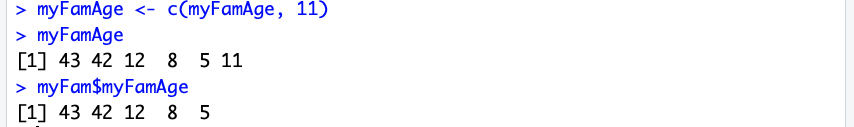 > myFamAge <- c(myFamAge, 11)
> myFamAge
[1] 43 42 12  8  5 11
> myFam$myFamAge
[1] 43 42 12  8  5